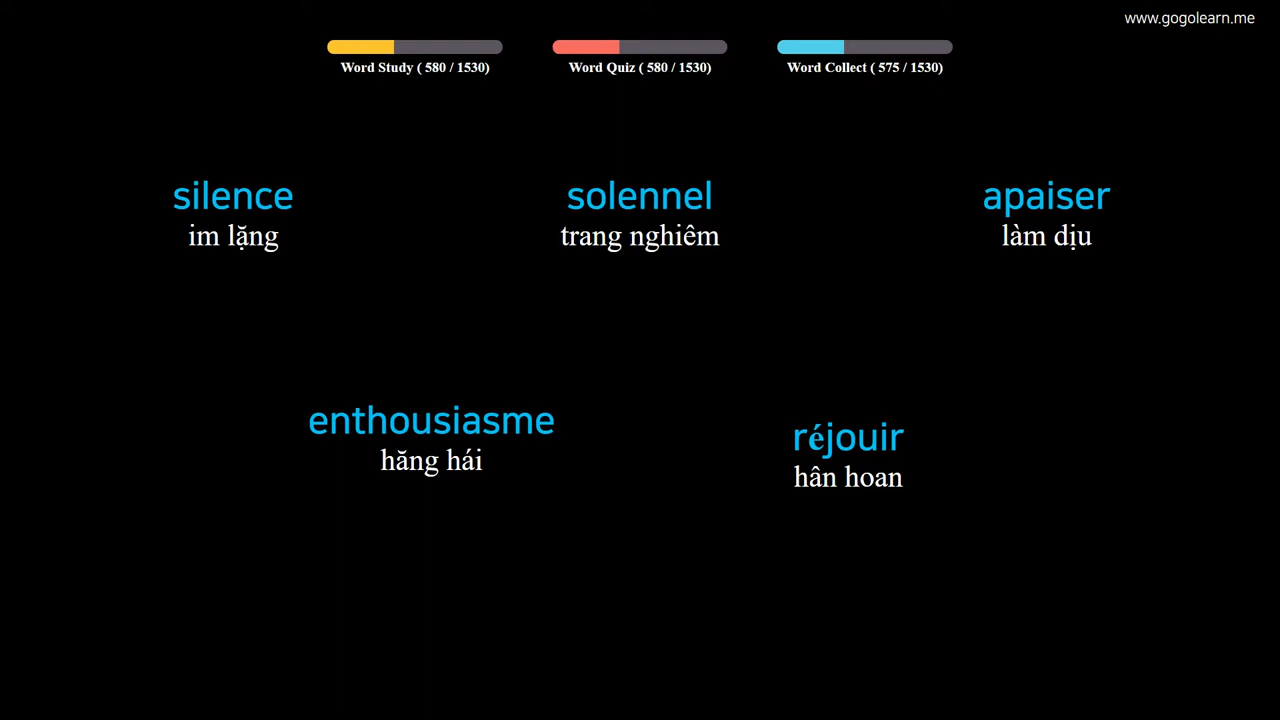 www.gogolearn.me
Word Study ( 580 / 1530)
Word Quiz ( 580 / 1530)
Word Collect ( 575 / 1530)
silence
im lặng
solennel
trang nghiêm
apaiser
làm dịu
enthousiasme
hăng hái
réjouir
hân hoan